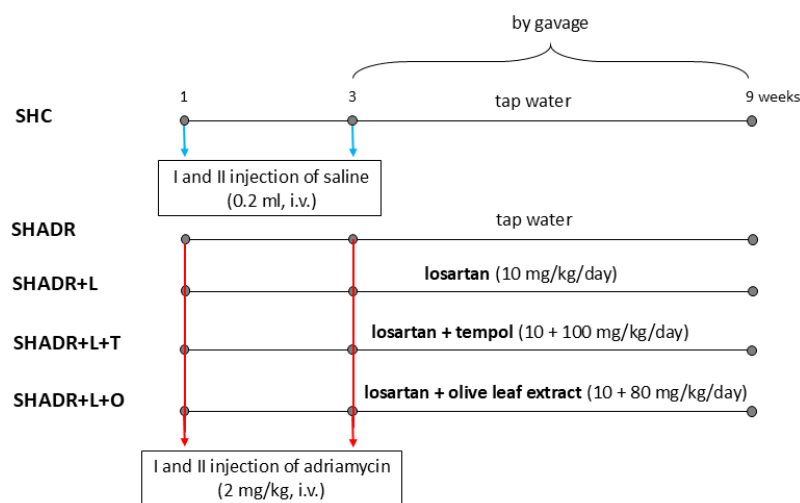 by gavage
1 3 9 weeks
SHC tap water
I and II injection of saline
(0.2 ml, i.v.)
SHADR tap water
SHADR+L losartan (10 mg/kg/day)
SHADR+L+T losartan + tempol (10 + 100 mg/kg/day)
SHADR+L+O losartan + olive leaf extract (10 + 80 mg/kg/day)
I and II injection of adriamycin
(2 mg/kg, i.v.)